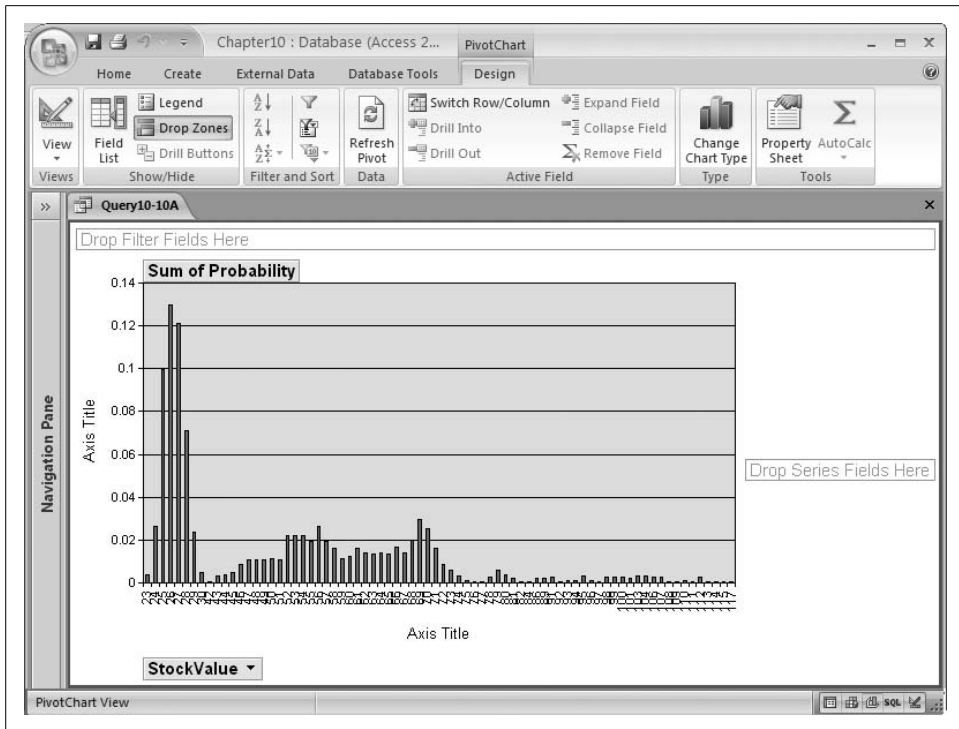 Chapter10 : Database (Access 2...
PivotChart
Home Create External Data Database Tools Design
View
Views
Field List
Legend
Drop Zones
Drill Buttons
Show/Hide
Filter and Sort
Refresh Pivot
Data
Switch Row/Column
Drill Into
Drill Out
Expand Field
Collapse Field
Remove Field
Active Field
Change Chart Type
Type
Property Sheet
AutoCalc
Tools
Query10-10A
Navigation Pane
Drop Filter Fields Here
Sum of Probability
0.14
0.12
0.1
0.08
0.06
0.04
0.02
0
Axis Title
Drop Series Fields Here
Axis Title
StockValue
PivotChart View
SQL